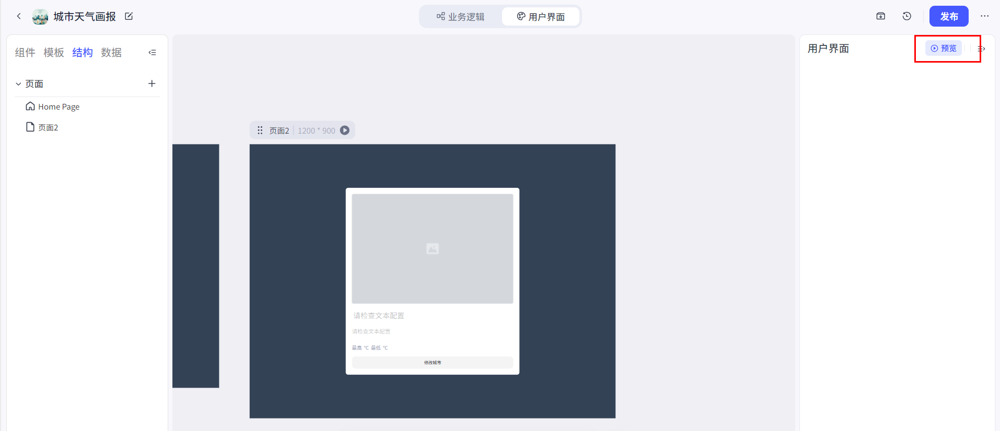 城市天气画报
业务逻辑
用户界面
发布
组件 模板 结构 数据
页面
Home Page
页面2
页面2 1200 * 900
请检查文本配置
请检查文本配置
最高 ℃ 最低 ℃
修改城市
用户界面
预览